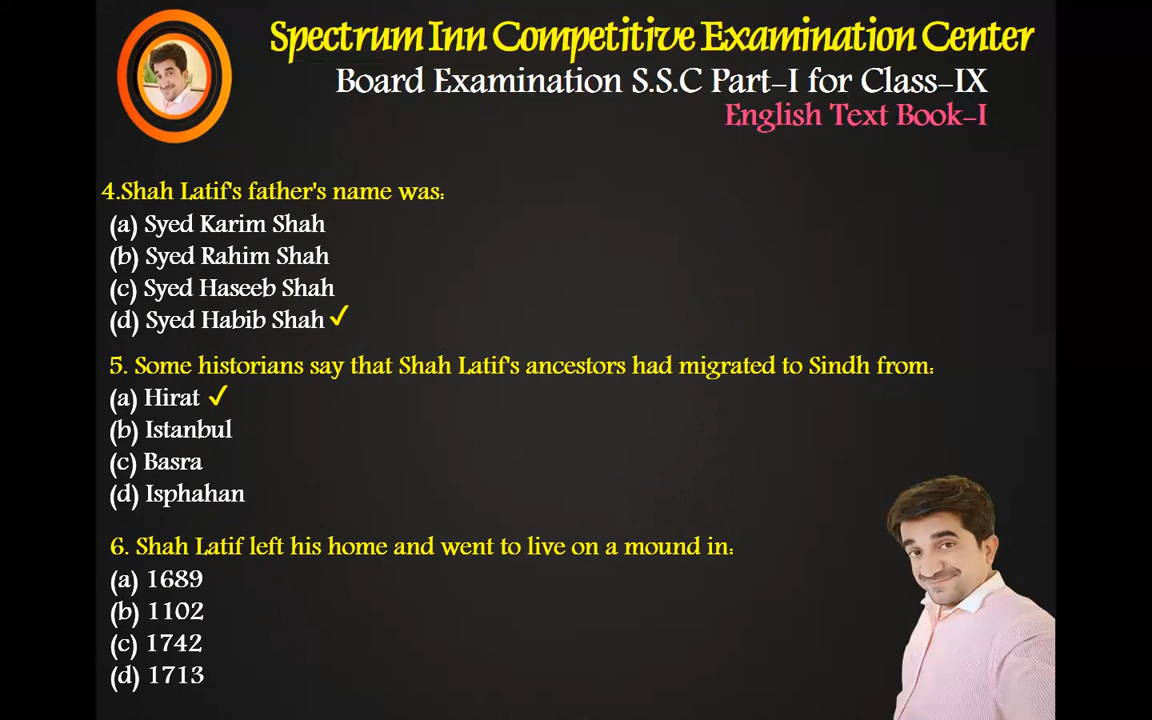 Spectrum Inn Competitive Examination Center
Board Examination S.S.C Part-I for Class-IX
English Text Book-I
4.Shah Latif's father's name was:
(a) Syed Karim Shah
(b) Syed Rahim Shah
(c) Syed Haseeb Shah
(d) Syed Habib Shah ✓
5. Some historians say that Shah Latif's ancestors had migrated to Sindh from:
(a) Hirat ✓
(b) Istanbul
(c) Basra
(d) Isphahan
6. Shah Latif left his home and went to live on a mound in:
(a) 1689
(b) 1102
(c) 1742
(d) 1713